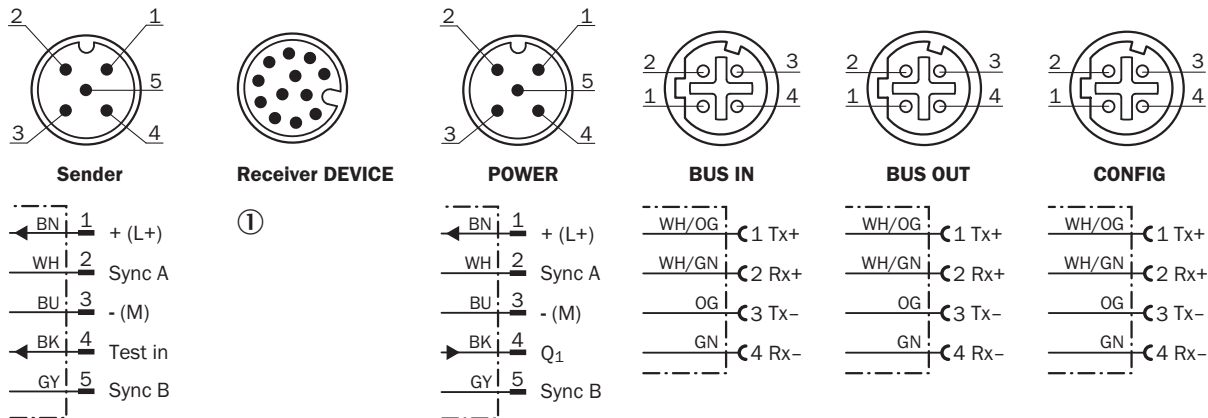 2 1
5
3 4
Sender
BN 1 + (L+)
WH 2 Sync A
BU 3 - (M)
BK 4 Test in
GY 5 Sync B
Receiver DEVICE
①
2 1
5
3 4
POWER
BN 1 + (L+)
WH 2 Sync A
BU 3 - (M)
BK 4 Q1
GY 5 Sync B
2 3
1 4
BUS IN
WH/OG 1 Tx+
WH/GN 2 Rx+
OG 3 Tx–
GN 4 Rx–
2 3
1 4
BUS OUT
WH/OG 1 Tx+
WH/GN 2 Rx+
OG 3 Tx–
GN 4 Rx–
2 3
1 4
CONFIG
WH/OG 1 Tx+
WH/GN 2 Rx+
OG 3 Tx–
GN 4 Rx–